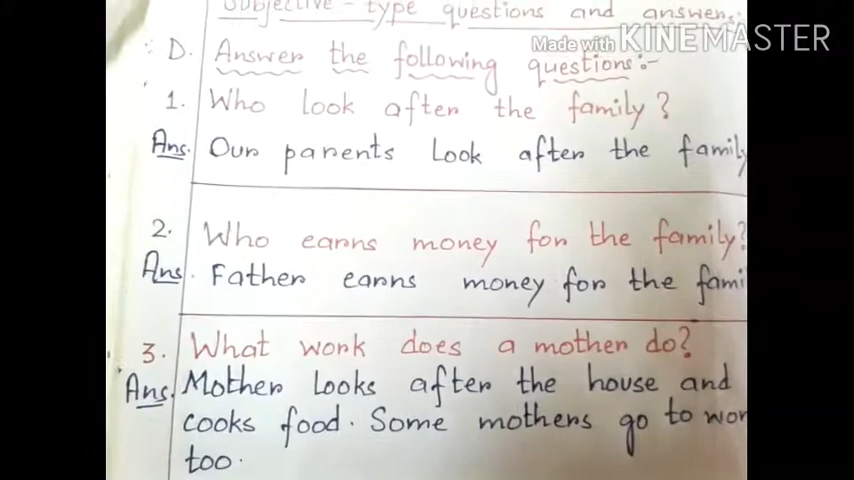 Subjective - type questions and answers:
Made with KINEMASTER
D. Answer the following questions:-
1. Who look after the family?
Ans. Our parents Look after the family
2. Who earns money for the family?
Ans. Father earns money for the fami
3. What work does a mother do?
Ans. Mother Looks after the house and
cooks food. Some mothers go to wor
too.